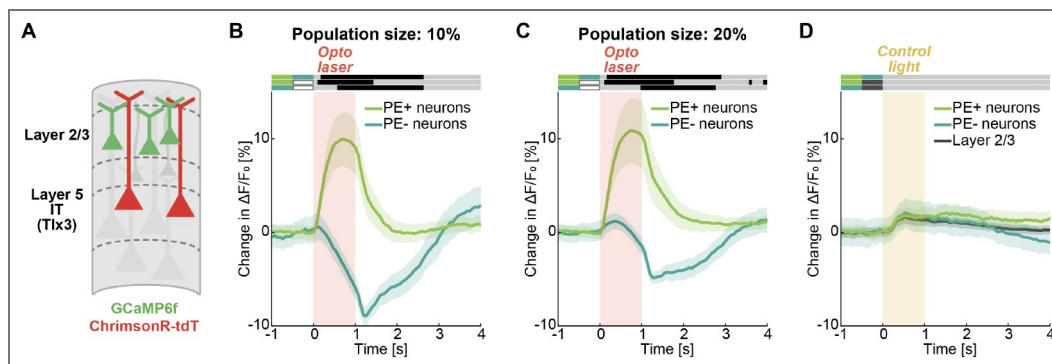 A
Layer 2/3
Layer 5
IT
(Tlx3)
GCaMP6f
ChrimsonR-tdT
B
Population size: 10%
Opto
laser
PE+ neurons
PE- neurons
Change in ΔF/F₀ [%]
10
0
-10
-1 0 1 2 3 4
Time [s]
C
Population size: 20%
Opto
laser
PE+ neurons
PE- neurons
Change in ΔF/F₀ [%]
10
0
-10
-1 0 1 2 3 4
Time [s]
D
Control
light
PE+ neurons
PE- neurons
Layer 2/3
Change in ΔF/F₀ [%]
10
0
-10
-1 0 1 2 3 4
Time [s]